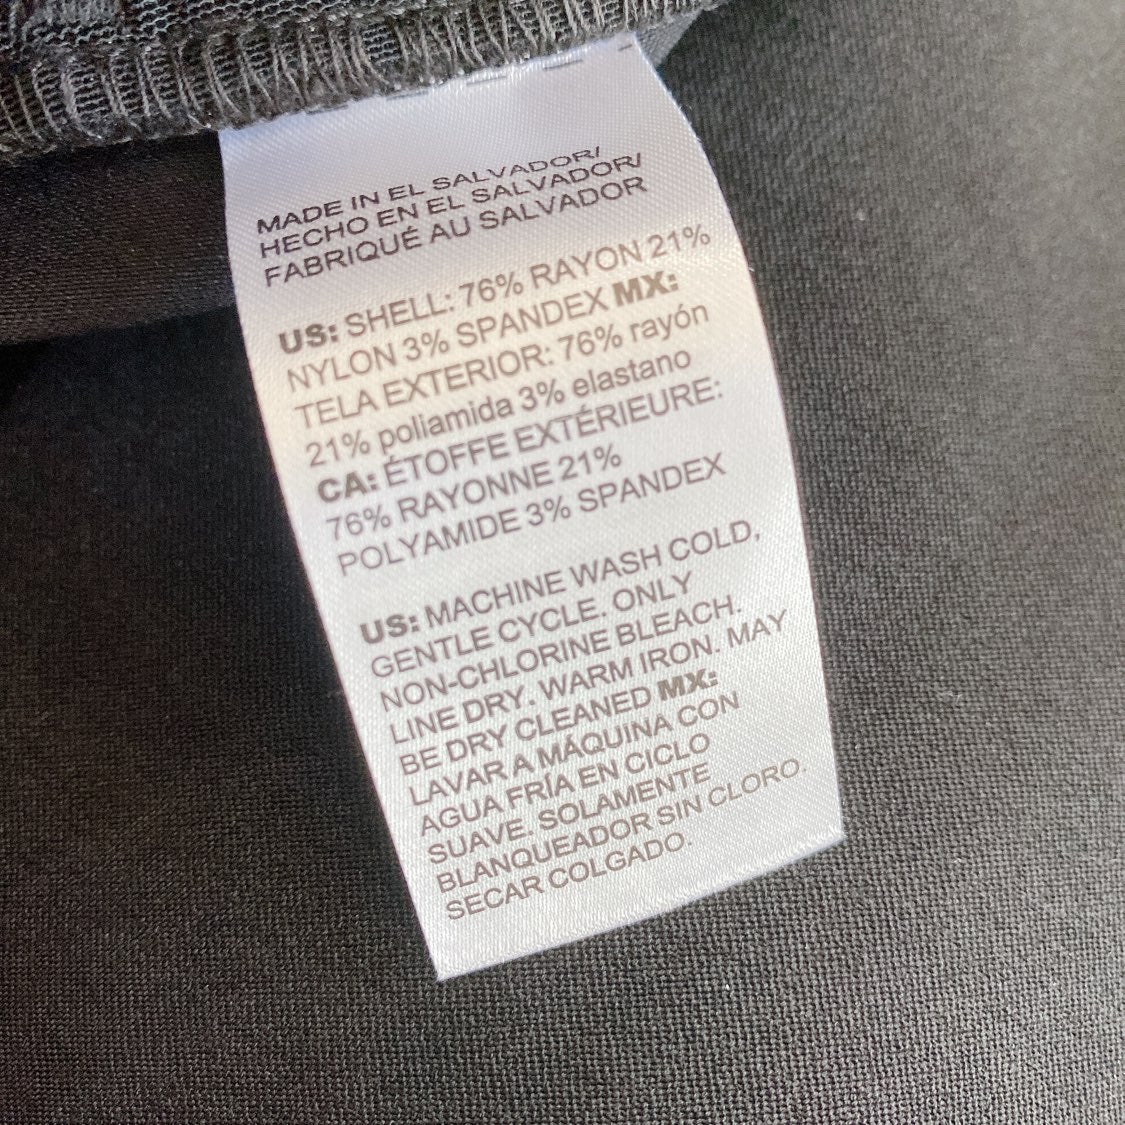 MADE IN EL SALVADOR/
HECHO EN EL SALVADOR/
FABRIQUÉ AU SALVADOR
US: SHELL: 76% RAYON 21%
NYLON 3% SPANDEX MX:
TELA EXTERIOR: 76% rayón
21% poliamida 3% elastano
CA: ÉTOFFE EXTÉRIEURE:
76% RAYONNE 21%
POLYAMIDE 3% SPANDEX
US: MACHINE WASH COLD,
GENTLE CYCLE. ONLY
NON-CHLORINE BLEACH.
LINE DRY. WARM IRON. MAY
BE DRY CLEANED MX:
LAVAR A MÁQUINA CON
AGUA FRÍA EN CICLO
SUAVE. SOLAMENTE
BLANQUEADOR SIN CLORO.
SECAR COLGADO.